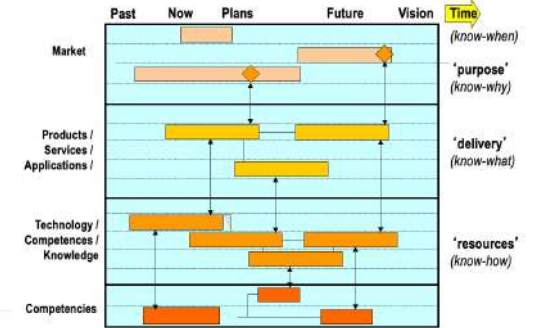 Past Now Plans Future Vision Time
(know-when)
Market
‘purpose’
(know-why)
Products /
Services /
Applications /
‘delivery’
(know-what)
Technology /
Competences /
Knowledge
‘resources’
(know-how)
Competencies